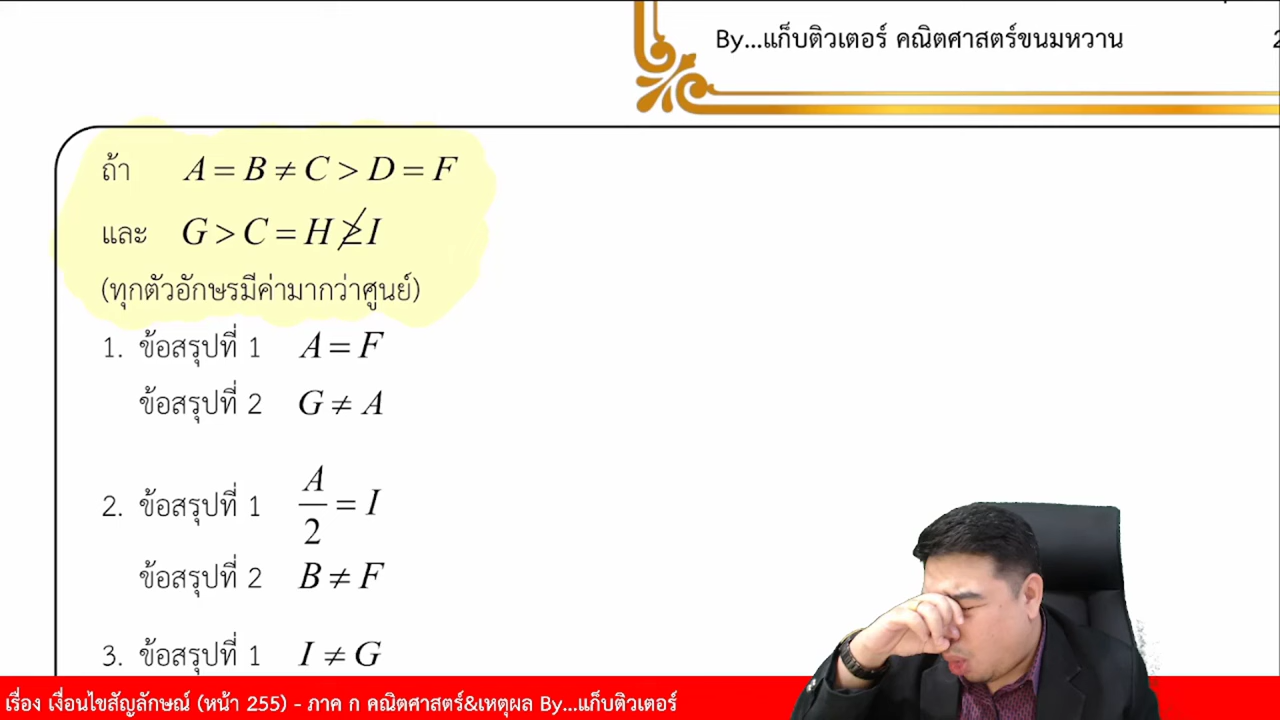 By...แก็บติวเตอร์ คณิตศาสตร์ขนมหวาน
ถ้า A = B ≠ C > D = F
และ G > C = H ≱ I
(ทุกตัวอักษรมีค่ามากว่าศูนย์)
1. ข้อสรุปที่ 1 A = F
ข้อสรุปที่ 2 G ≠ A
2. ข้อสรุปที่ 1 A/2 = I
ข้อสรุปที่ 2 B ≠ F
3. ข้อสรุปที่ 1 I ≠ G
เรื่อง เงื่อนไขสัญลักษณ์ (หน้า 255) - ภาค ก คณิตศาสตร์&เหตุผล By...แก็บติวเตอร์